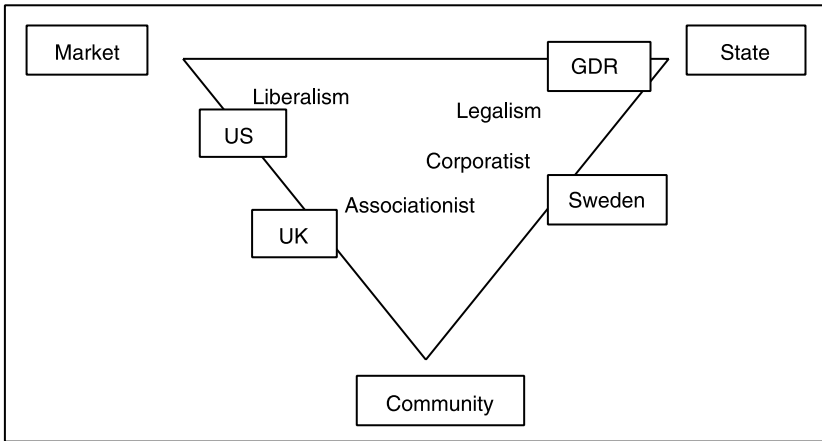 Market
GDR
State
Liberalism
Legalism
US
Corporatist
Associationist
Sweden
UK
Community